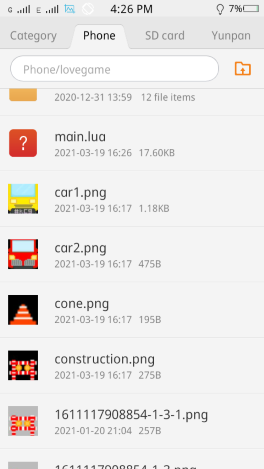 G E 4:26 PM 7%
Category Phone SD card Yunpan
Phone/lovegame
2020-12-31 13:59 12 file items
main.lua
2021-03-19 16:26 17.60KB
car1.png
2021-03-19 16:17 1.18KB
car2.png
2021-03-19 16:17 475B
cone.png
2021-03-19 16:17 195B
construction.png
2021-03-19 16:17 275B
1611117908854-1-3-1.png
2021-01-20 21:04 257B